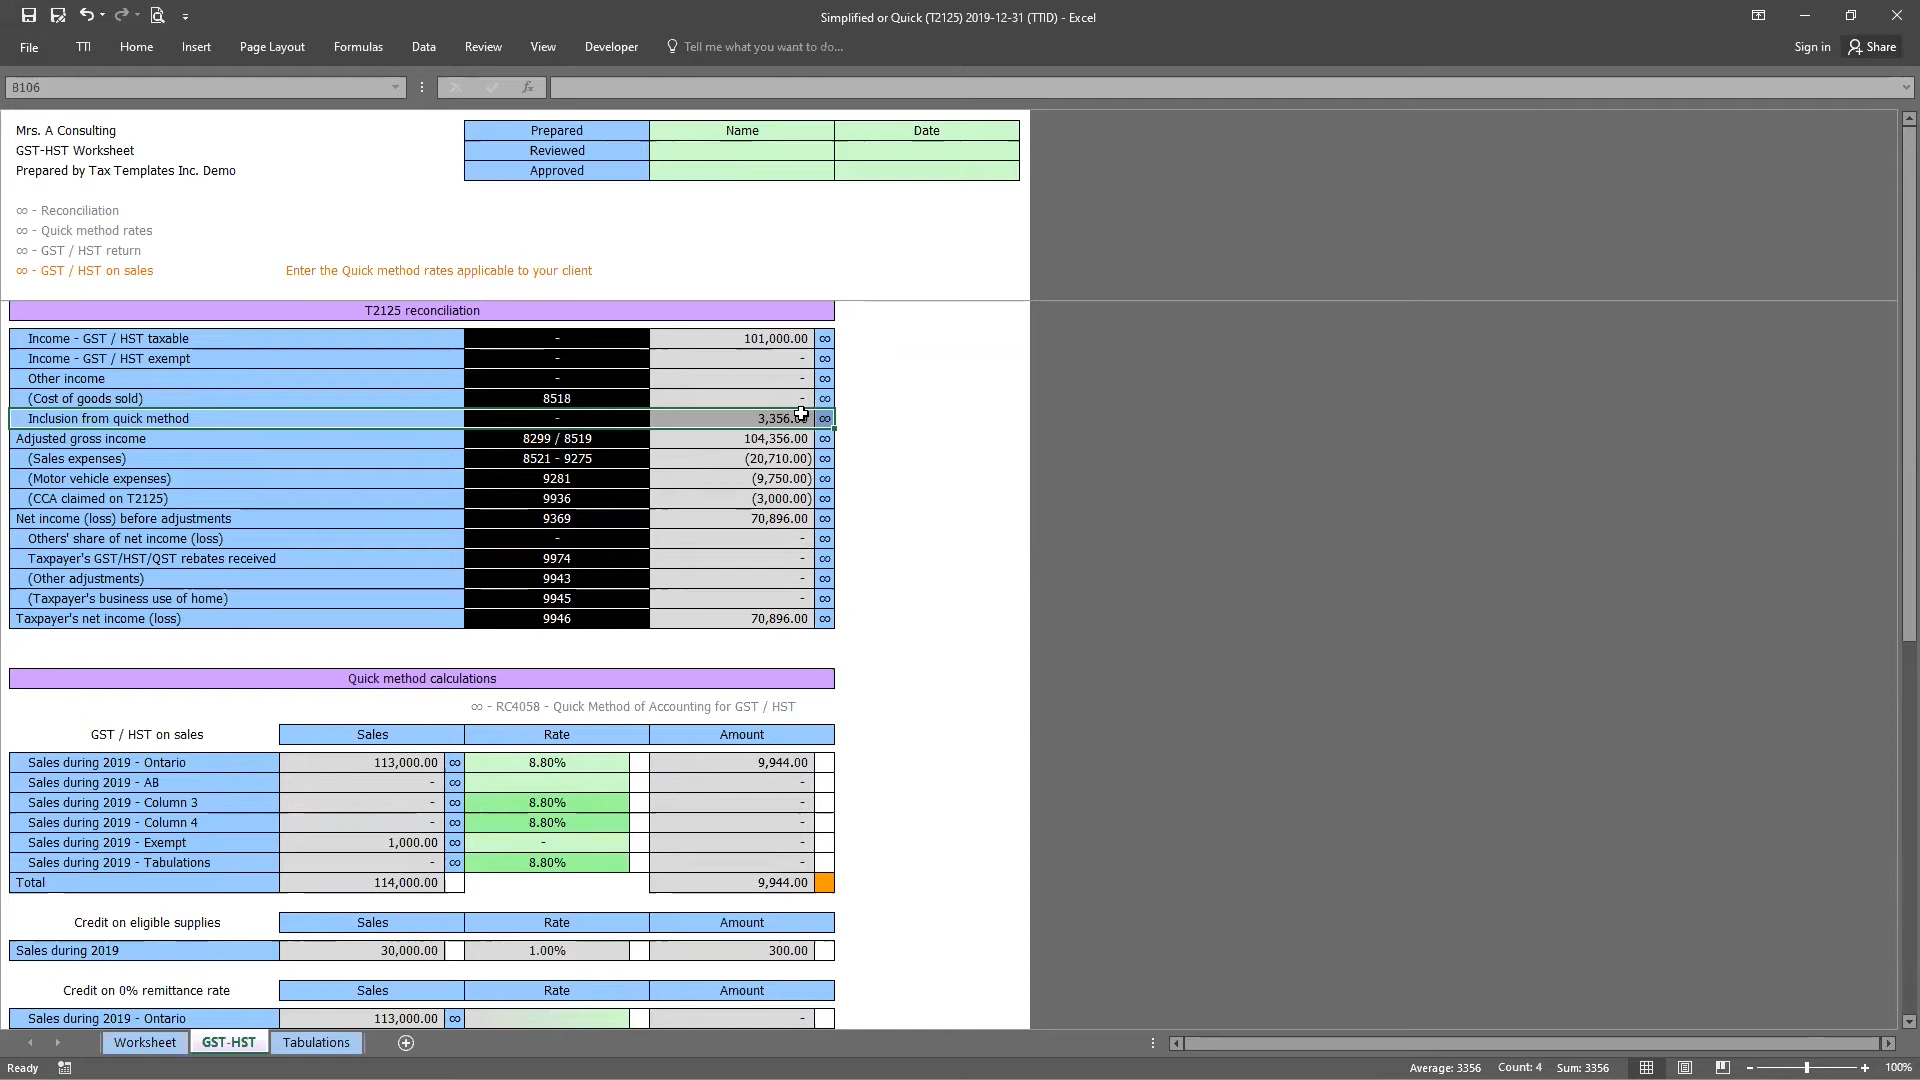 Simplified or Quick (T2125) 2019-12-31 (TTID) - Excel
File TTI Home Insert Page Layout Formulas Data Review View Developer Tell me what you want to do... Sign in Share
B106 fx
Mrs. A Consulting Prepared Name Date
GST-HST Worksheet Reviewed
Prepared by Tax Templates Inc. Demo Approved
∞ - Reconciliation
∞ - Quick method rates
∞ - GST / HST return
∞ - GST / HST on sales Enter the Quick method rates applicable to your client
T2125 reconciliation
Income - GST / HST taxable - 101,000.00 ∞
Income - GST / HST exempt - - ∞
Other income - - ∞
(Cost of goods sold) 8518 - ∞
Inclusion from quick method - 3,356.00 ∞
Adjusted gross income 8299 / 8519 104,356.00 ∞
(Sales expenses) 8521 - 9275 (20,710.00) ∞
(Motor vehicle expenses) 9281 (9,750.00) ∞
(CCA claimed on T2125) 9936 (3,000.00) ∞
Net income (loss) before adjustments 9369 70,896.00 ∞
Others' share of net income (loss) - - ∞
Taxpayer's GST/HST/QST rebates received 9974 - ∞
(Other adjustments) 9943 - ∞
(Taxpayer's business use of home) 9945 - ∞
Taxpayer's net income (loss) 9946 70,896.00 ∞
Quick method calculations
∞ - RC4058 - Quick Method of Accounting for GST / HST
GST / HST on sales Sales Rate Amount
Sales during 2019 - Ontario 113,000.00 ∞ 8.80% 9,944.00
Sales during 2019 - AB - ∞ -
Sales during 2019 - Column 3 - ∞ 8.80% -
Sales during 2019 - Column 4 - ∞ 8.80% -
Sales during 2019 - Exempt 1,000.00 ∞ - -
Sales during 2019 - Tabulations - ∞ 8.80% -
Total 114,000.00 9,944.00
Credit on eligible supplies Sales Rate Amount
Sales during 2019 30,000.00 1.00% 300.00
Credit on 0% remittance rate Sales Rate Amount
Sales during 2019 - Ontario 113,000.00 ∞ -
Worksheet GST-HST Tabulations
Ready Average: 3356 Count: 4 Sum: 3356 100%